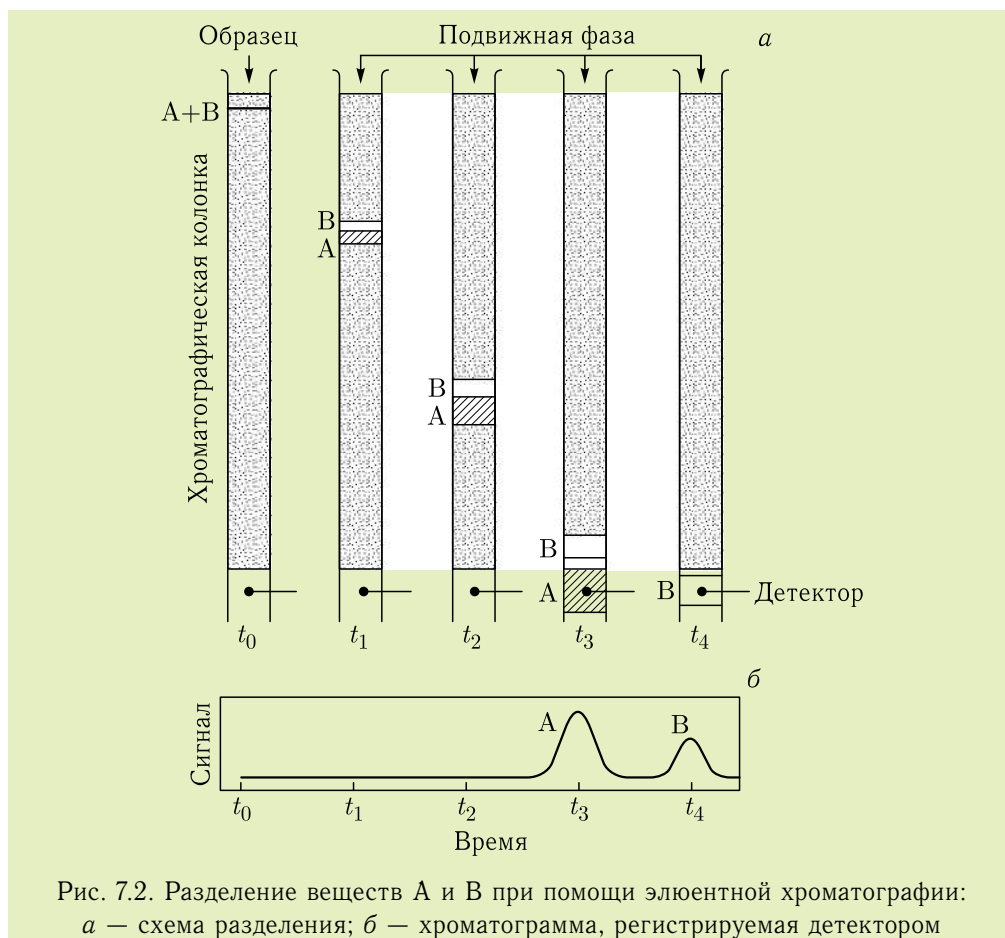 Образец
Подвижная фаза
а
А+В
Хроматографическая колонка
В
А
В
А
В
А
В
Детектор
t0
t1
t2
t3
t4
б
Сигнал
А
В
t0
t1
t2
t3
t4
Время
Рис. 7.2. Разделение веществ А и В при помощи элюентной хроматографии:
а — схема разделения; б — хроматограмма, регистрируемая детектором